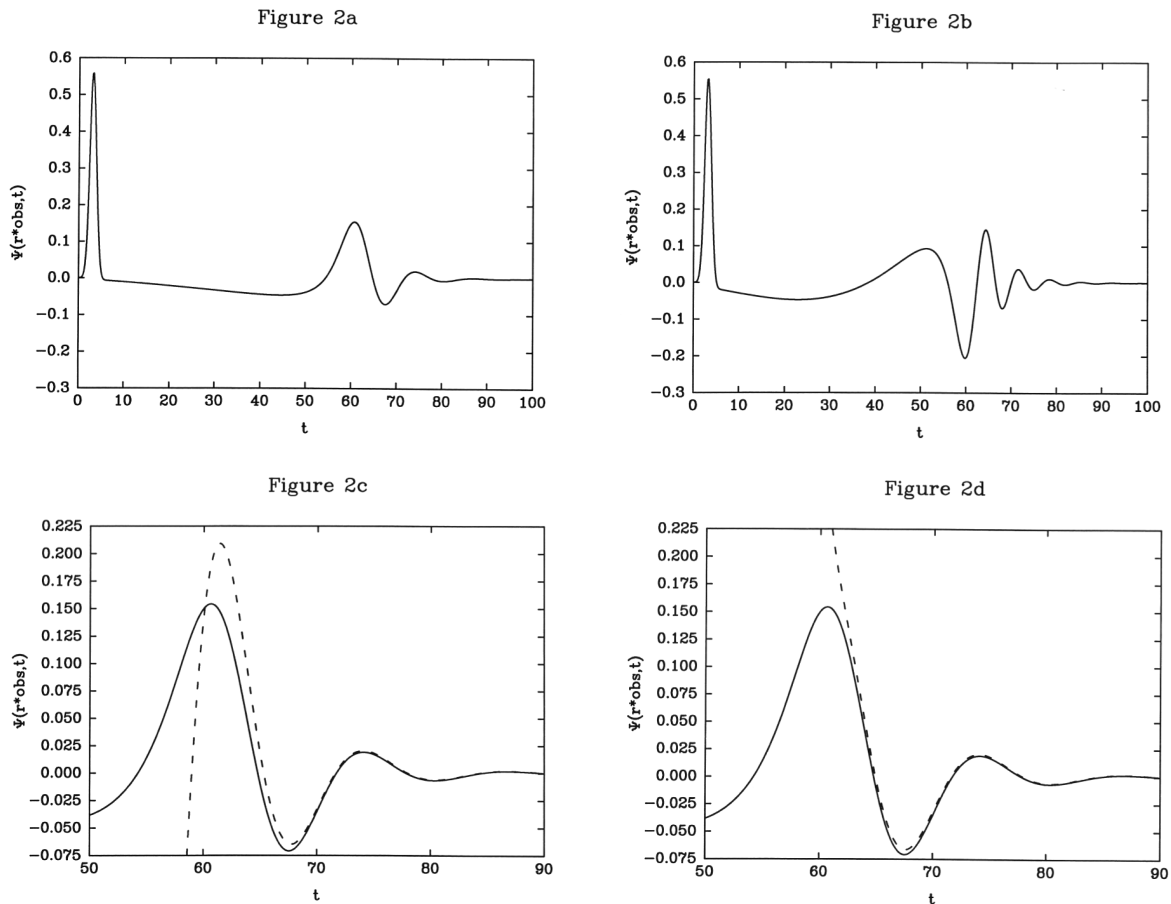 Figure 2a
Ψ(r*obs,t)
0.6
0.5
0.4
0.3
0.2
0.1
0.0
−0.1
−0.2
−0.3
0 10 20 30 40 50 60 70 80 90 100
t
Figure 2b
Ψ(r*obs,t)
0.6
0.5
0.4
0.3
0.2
0.1
0.0
−0.1
−0.2
−0.3
0 10 20 30 40 50 60 70 80 90 100
t
Figure 2c
Ψ(r*obs,t)
0.225
0.200
0.175
0.150
0.125
0.100
0.075
0.050
0.025
0.000
−0.025
−0.050
−0.075
50 60 70 80 90
t
Figure 2d
Ψ(r*obs,t)
0.225
0.200
0.175
0.150
0.125
0.100
0.075
0.050
0.025
0.000
−0.025
−0.050
−0.075
50 60 70 80 90
t